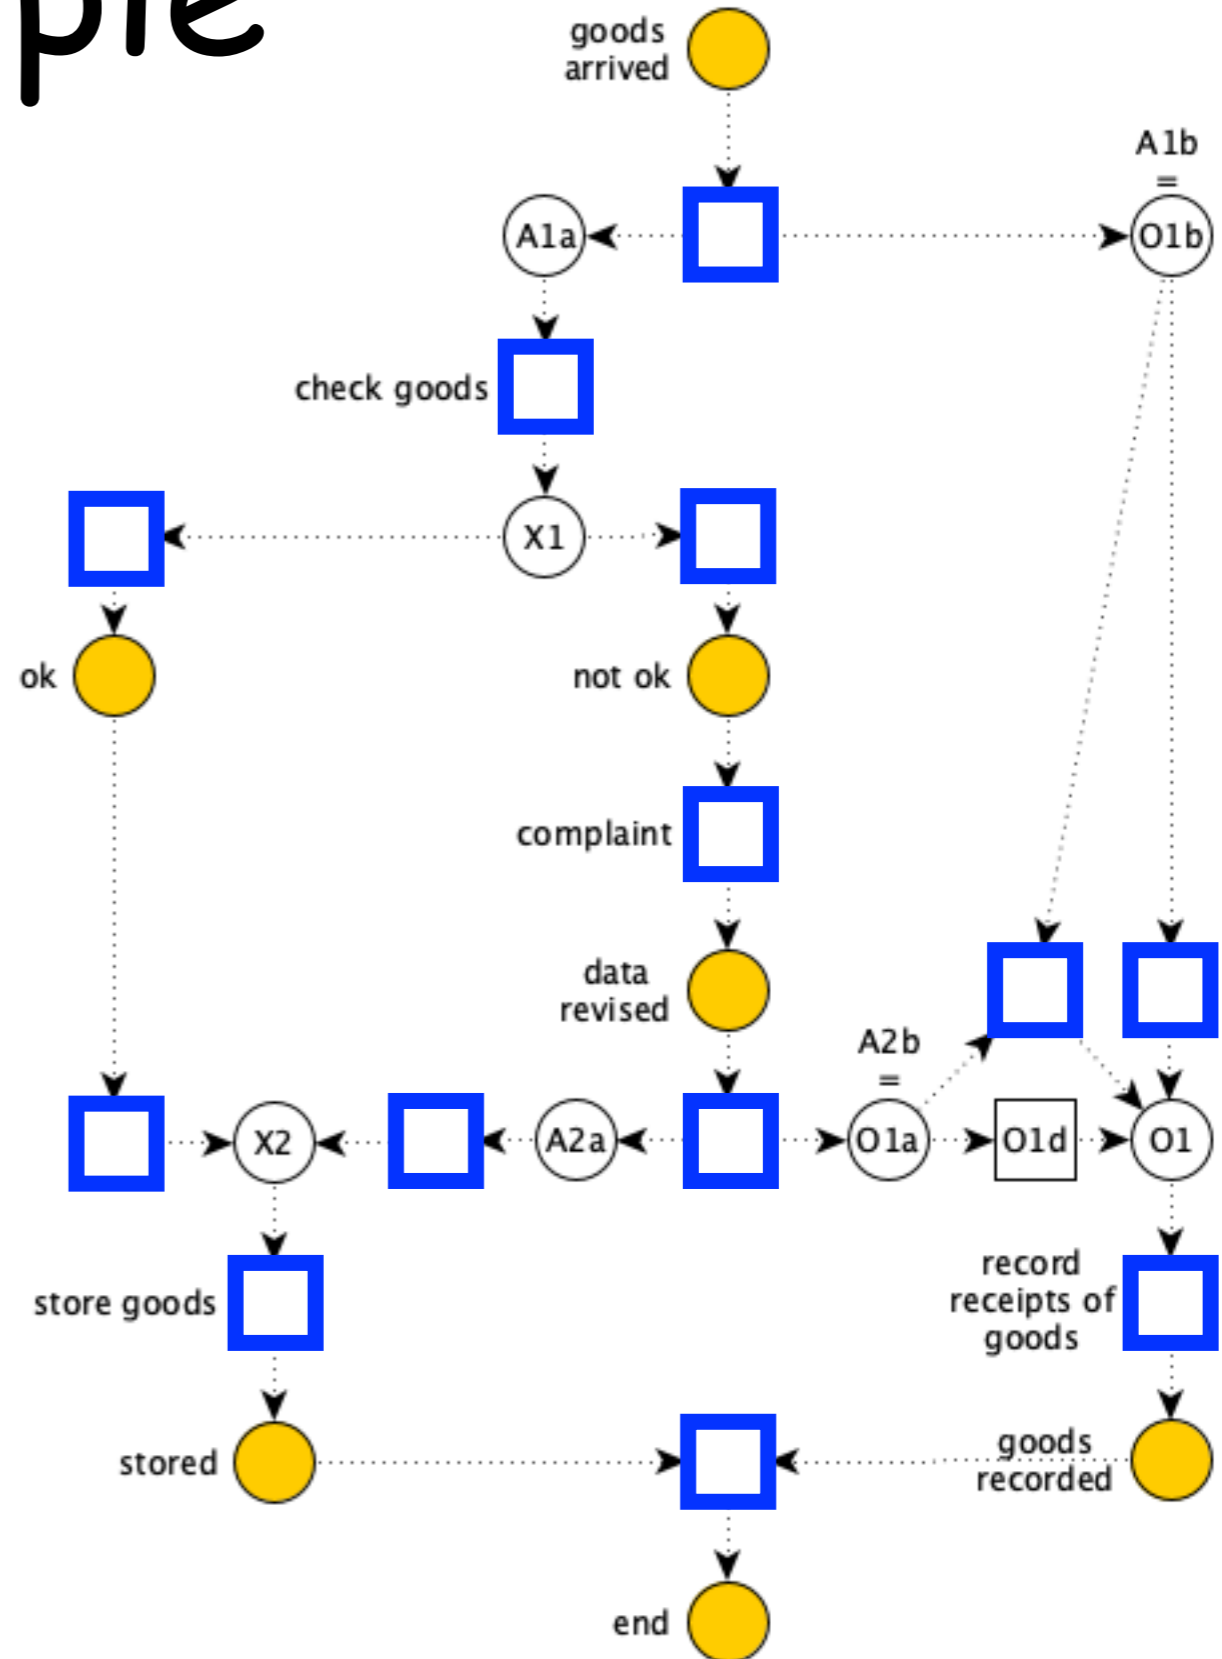 ple
goods
arrived
A1b
=
A1a
O1b
check goods
X1
ok
not ok
complaint
data
revised
A2b
=
X2
A2a
O1a
O1d
O1
store goods
record
receipts of
goods
stored
goods
recorded
end